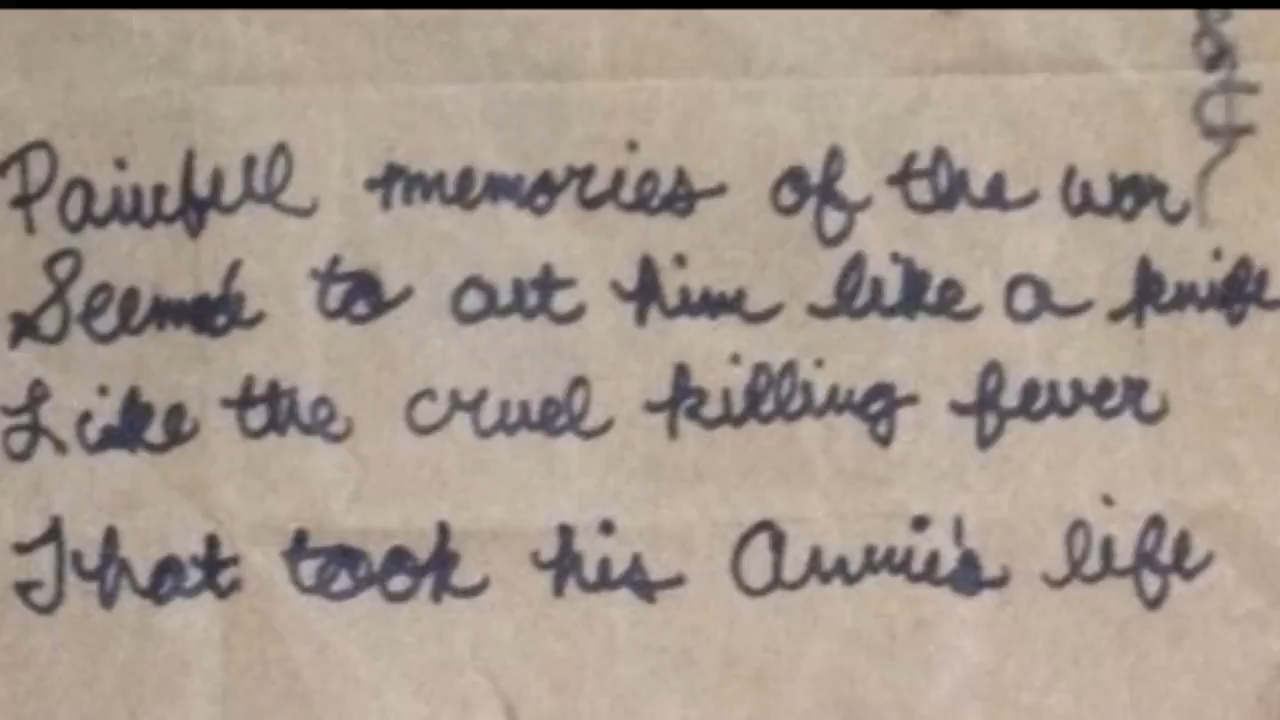 Painful memories of the war
Seemed to cut him like a knife
Like the cruel killing fever
That took his Annie's life